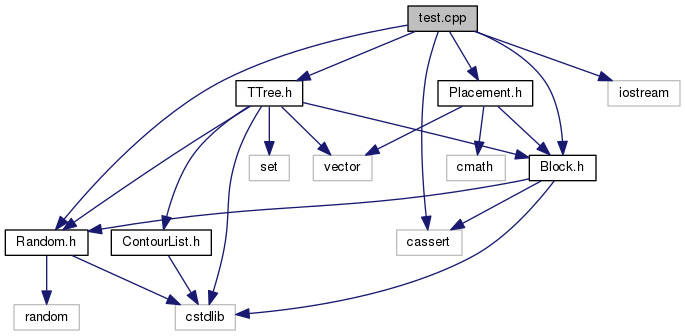 test.cpp
TTree.h
Placement.h
iostream
set
vector
cmath
Block.h
Random.h
ContourList.h
cassert
random
cstdlib